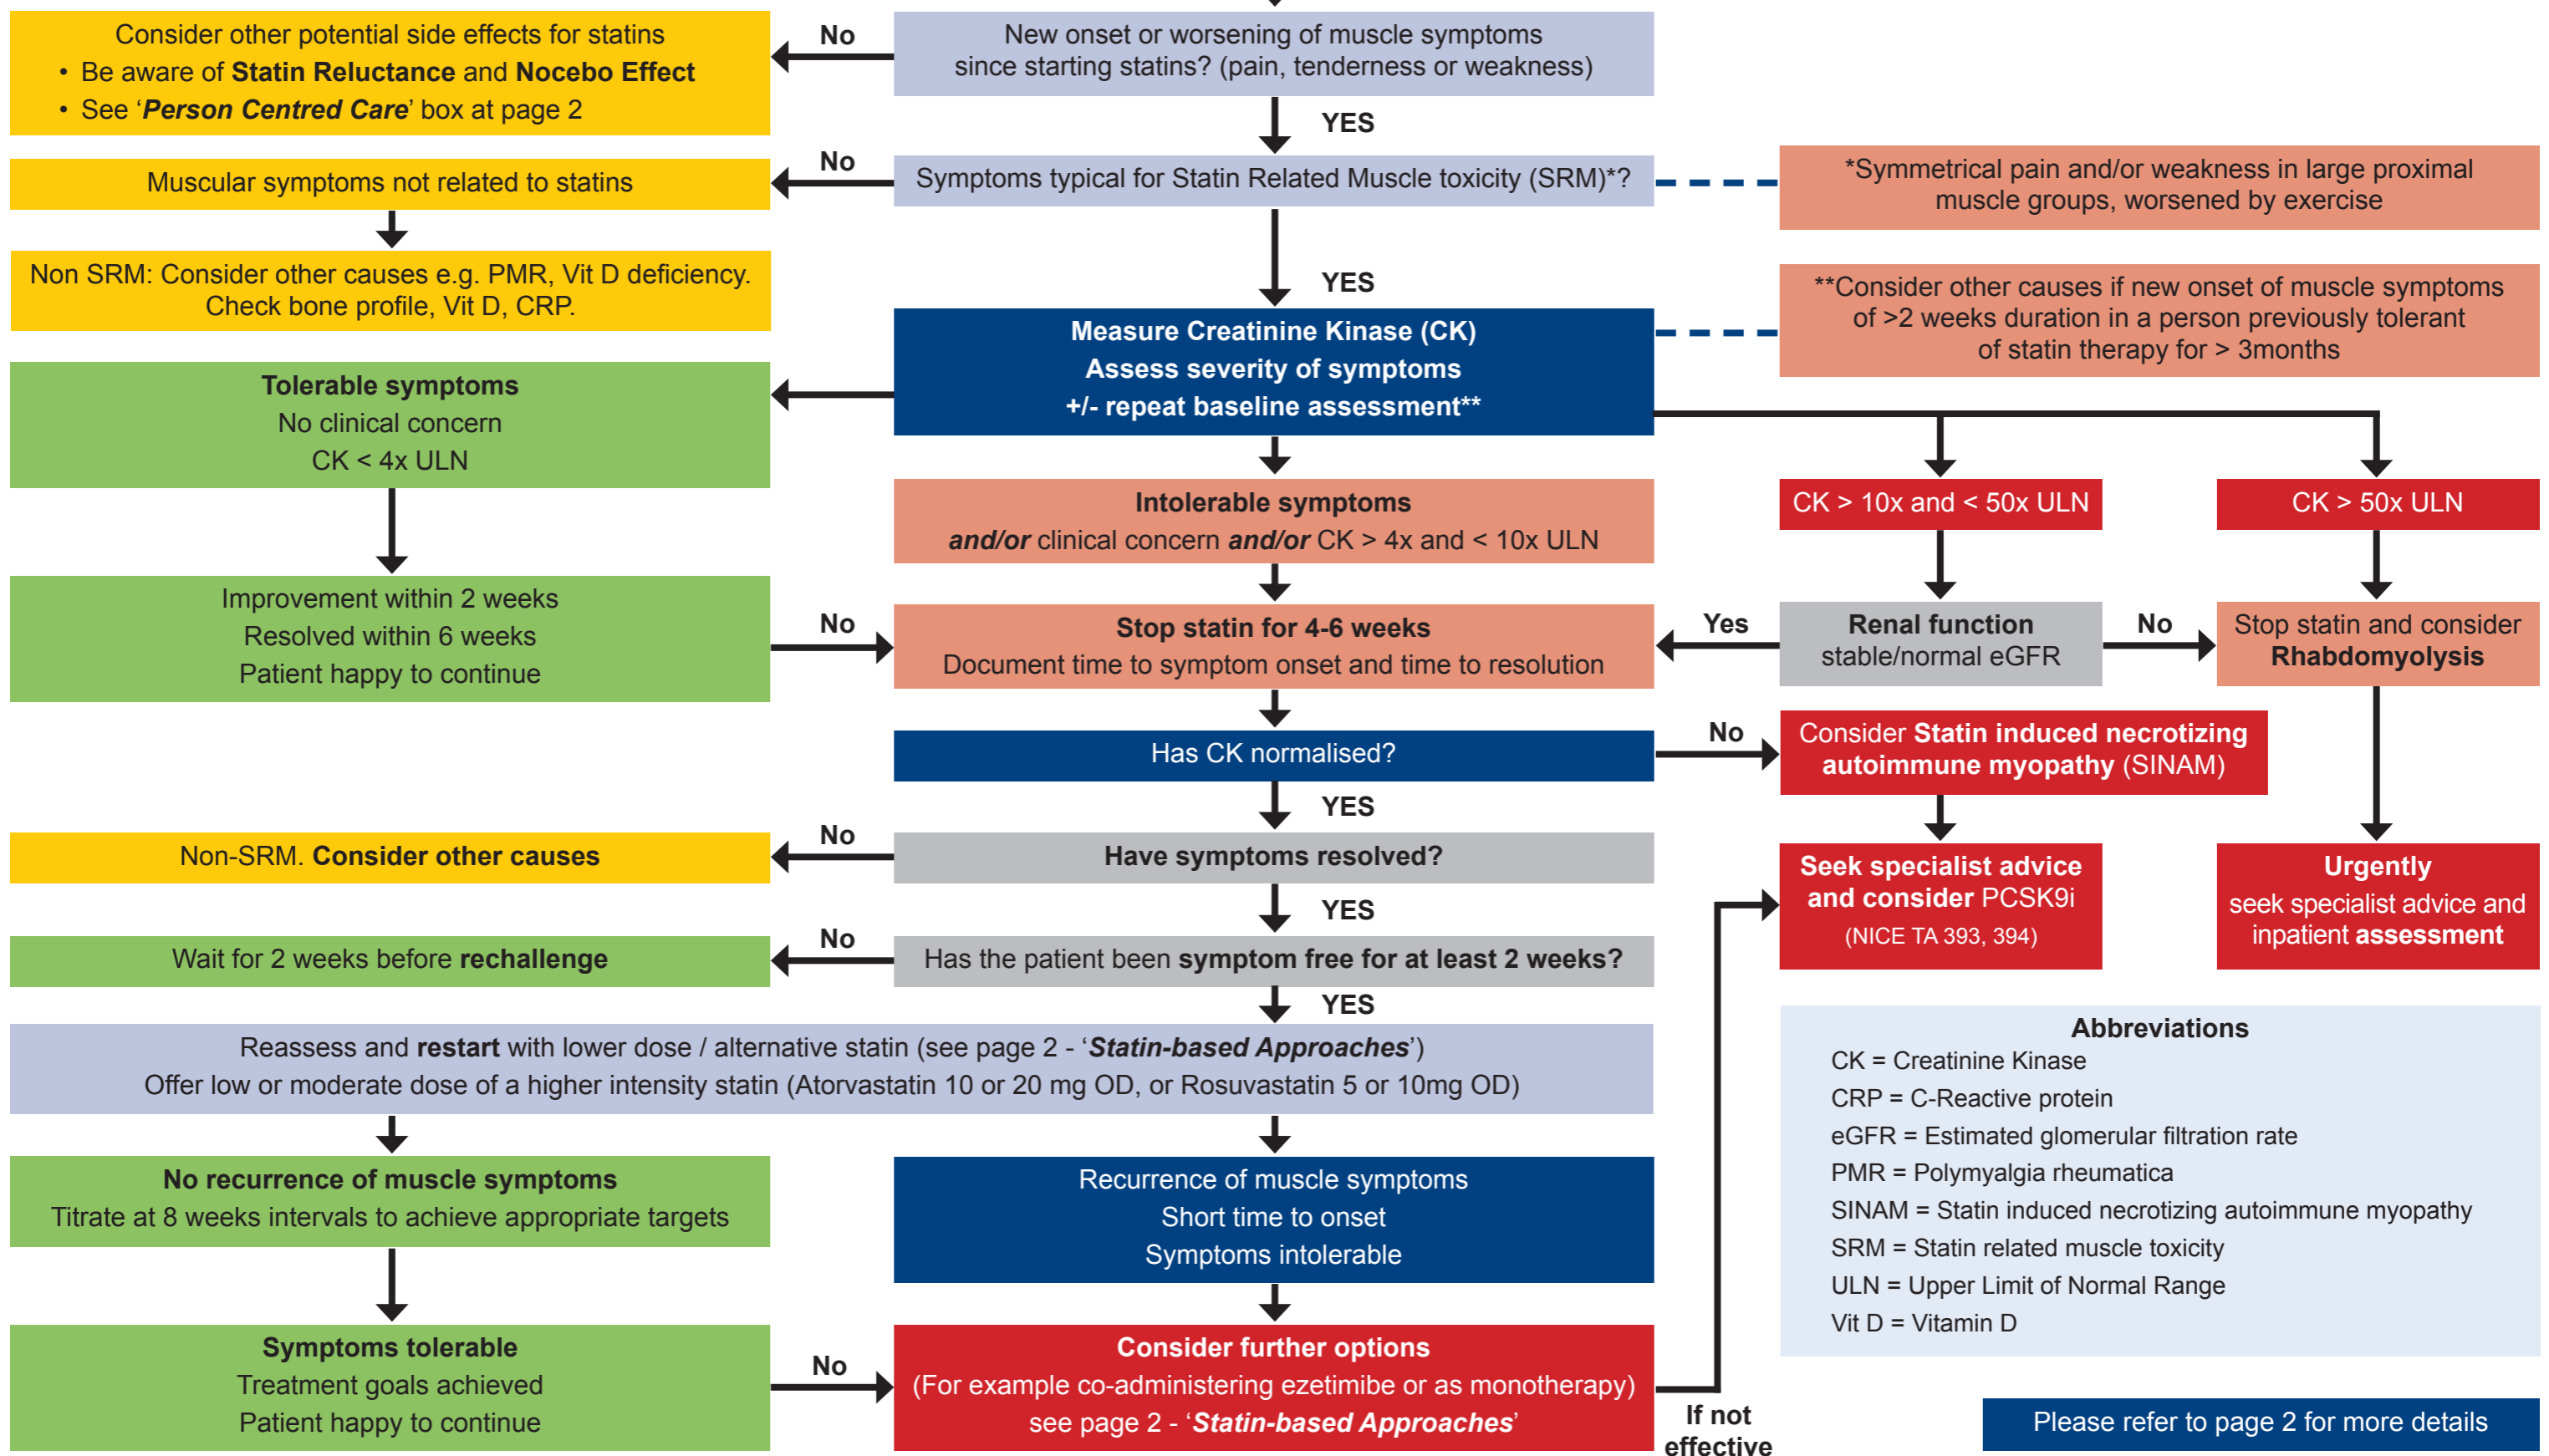 Consider other potential side effects for statins
• Be aware of Statin Reluctance and Nocebo Effect
• See ‘Person Centred Care’ box at page 2
No
New onset or worsening of muscle symptoms
since starting statins? (pain, tenderness or weakness)
YES
Muscular symptoms not related to statins
No
Symptoms typical for Statin Related Muscle toxicity (SRM)*?
*Symmetrical pain and/or weakness in large proximal
muscle groups, worsened by exercise
Non SRM: Consider other causes e.g. PMR, Vit D deficiency.
Check bone profile, Vit D, CRP.
YES
Measure Creatinine Kinase (CK)
Assess severity of symptoms
+/- repeat baseline assessment**
**Consider other causes if new onset of muscle symptoms
of >2 weeks duration in a person previously tolerant
of statin therapy for > 3months
Tolerable symptoms
No clinical concern
CK < 4x ULN
Intolerable symptoms
and/or clinical concern and/or CK > 4x and < 10x ULN
CK > 10x and < 50x ULN
CK > 50x ULN
Improvement within 2 weeks
Resolved within 6 weeks
Patient happy to continue
No
Stop statin for 4-6 weeks
Document time to symptom onset and time to resolution
Yes
Renal function
stable/normal eGFR
No
Stop statin and consider
Rhabdomyolysis
Has CK normalised?
No
Consider Statin induced necrotizing
autoimmune myopathy (SINAM)
YES
Non-SRM. Consider other causes
No
Have symptoms resolved?
Seek specialist advice
and consider PCSK9i
(NICE TA 393, 394)
Urgently
seek specialist advice and
inpatient assessment
YES
Wait for 2 weeks before rechallenge
No
Has the patient been symptom free for at least 2 weeks?
YES
Reassess and restart with lower dose / alternative statin (see page 2 - ‘Statin-based Approaches’)
Offer low or moderate dose of a higher intensity statin (Atorvastatin 10 or 20 mg OD, or Rosuvastatin 5 or 10mg OD)
Abbreviations
CK = Creatinine Kinase
CRP = C-Reactive protein
eGFR = Estimated glomerular filtration rate
PMR = Polymyalgia rheumatica
SINAM = Statin induced necrotizing autoimmune myopathy
SRM = Statin related muscle toxicity
ULN = Upper Limit of Normal Range
Vit D = Vitamin D
No recurrence of muscle symptoms
Titrate at 8 weeks intervals to achieve appropriate targets
Recurrence of muscle symptoms
Short time to onset
Symptoms intolerable
Symptoms tolerable
Treatment goals achieved
Patient happy to continue
No
Consider further options
(For example co-administering ezetimibe or as monotherapy)
see page 2 - ‘Statin-based Approaches’
If not
effective
Please refer to page 2 for more details